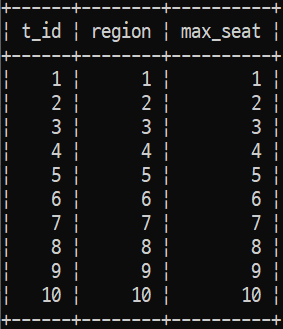 +------+--------+----------+
| t_id | region | max_seat |
+------+--------+----------+
|    1 |      1 |        1 |
|    2 |      2 |        2 |
|    3 |      3 |        3 |
|    4 |      4 |        4 |
|    5 |      5 |        5 |
|    6 |      6 |        6 |
|    7 |      7 |        7 |
|    8 |      8 |        8 |
|    9 |      9 |        9 |
|   10 |     10 |       10 |
+------+--------+----------+